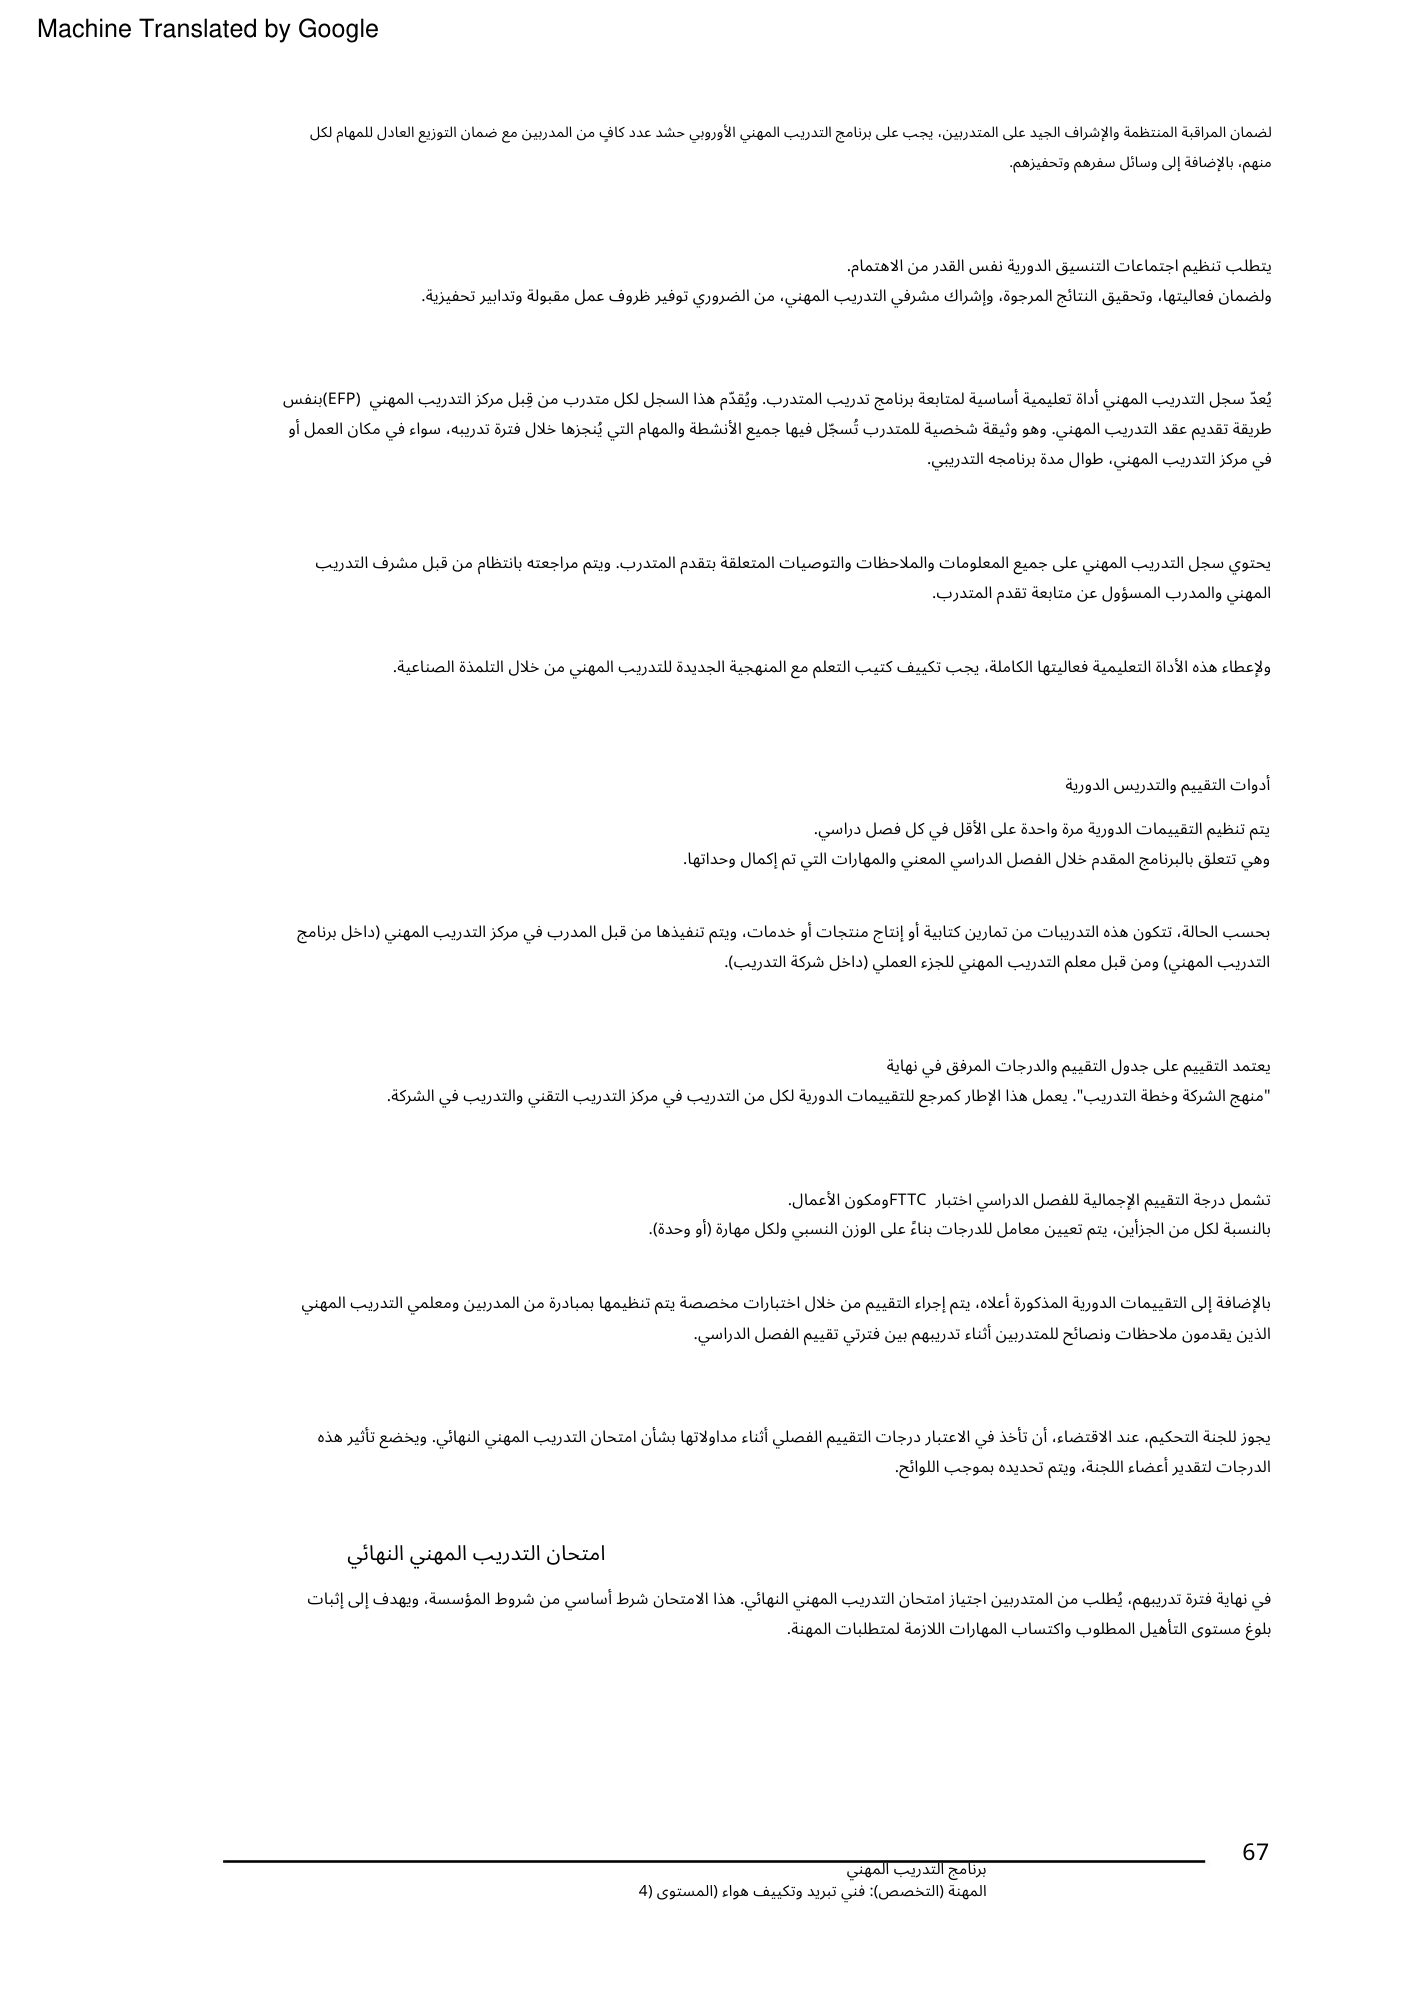 Machine Translated by Google
لضمان المراقبة المنتظمة والإشراف الجيد على المتدربين، يجب على برنامج التدريب المهني الأوروبي حشد عدد كافٍ من المدربين مع ضمان التوزيع العادل للمهام لكل
منهم، بالإضافة إلى وسائل سفرهم وتحفيزهم.
يتطلب تنظيم اجتماعات التنسيق الدورية نفس القدر من الاهتمام.
ولضمان فعاليتها، وتحقيق النتائج المرجوة، وإشراك مشرفي التدريب المهني، من الضروري توفير ظروف عمل مقبولة وتدابير تحفيزية.
يُعدّ سجل التدريب المهني أداة تعليمية أساسية لمتابعة برنامج تدريب المتدرب. ويُقدّم هذا السجل لكل متدرب من قِبل مركز التدريب المهني (EFP)بنفس
طريقة تقديم عقد التدريب المهني. وهو وثيقة شخصية للمتدرب تُسجّل فيها جميع الأنشطة والمهام التي يُنجزها خلال فترة تدريبه، سواء في مكان العمل أو
في مركز التدريب المهني، طوال مدة برنامجه التدريبي.
يحتوي سجل التدريب المهني على جميع المعلومات والملاحظات والتوصيات المتعلقة بتقدم المتدرب. ويتم مراجعته بانتظام من قبل مشرف التدريب
المهني والمدرب المسؤول عن متابعة تقدم المتدرب.
ولإعطاء هذه الأداة التعليمية فعاليتها الكاملة، يجب تكييف كتيب التعلم مع المنهجية الجديدة للتدريب المهني من خلال التلمذة الصناعية.
أدوات التقييم والتدريس الدورية
يتم تنظيم التقييمات الدورية مرة واحدة على الأقل في كل فصل دراسي.
وهي تتعلق بالبرنامج المقدم خلال الفصل الدراسي المعني والمهارات التي تم إكمال وحداتها.
بحسب الحالة، تتكون هذه التدريبات من تمارين كتابية أو إنتاج منتجات أو خدمات، ويتم تنفيذها من قبل المدرب في مركز التدريب المهني (داخل برنامج
التدريب المهني) ومن قبل معلم التدريب المهني للجزء العملي (داخل شركة التدريب).
يعتمد التقييم على جدول التقييم والدرجات المرفق في نهاية
"منهج الشركة وخطة التدريب". يعمل هذا الإطار كمرجع للتقييمات الدورية لكل من التدريب في مركز التدريب التقني والتدريب في الشركة.
تشمل درجة التقييم الإجمالية للفصل الدراسي اختبار FTTCومكون الأعمال.
بالنسبة لكل من الجزأين، يتم تعيين معامل للدرجات بناءً على الوزن النسبي ولكل مهارة (أو وحدة).
بالإضافة إلى التقييمات الدورية المذكورة أعلاه، يتم إجراء التقييم من خلال اختبارات مخصصة يتم تنظيمها بمبادرة من المدربين ومعلمي التدريب المهني
الذين يقدمون ملاحظات ونصائح للمتدربين أثناء تدريبهم بين فترتي تقييم الفصل الدراسي.
يجوز للجنة التحكيم، عند الاقتضاء، أن تأخذ في الاعتبار درجات التقييم الفصلي أثناء مداولاتها بشأن امتحان التدريب المهني النهائي. ويخضع تأثير هذه
الدرجات لتقدير أعضاء اللجنة، ويتم تحديده بموجب اللوائح.
امتحان التدريب المهني النهائي
في نهاية فترة تدريبهم، يُطلب من المتدربين اجتياز امتحان التدريب المهني النهائي. هذا الامتحان شرط أساسي من شروط المؤسسة، ويهدف إلى إثبات
بلوغ مستوى التأهيل المطلوب واكتساب المهارات اللازمة لمتطلبات المهنة.
67
برنامج التدريب المهني
المهنة (التخصص): فني تبريد وتكييف هواء (المستوى 4)